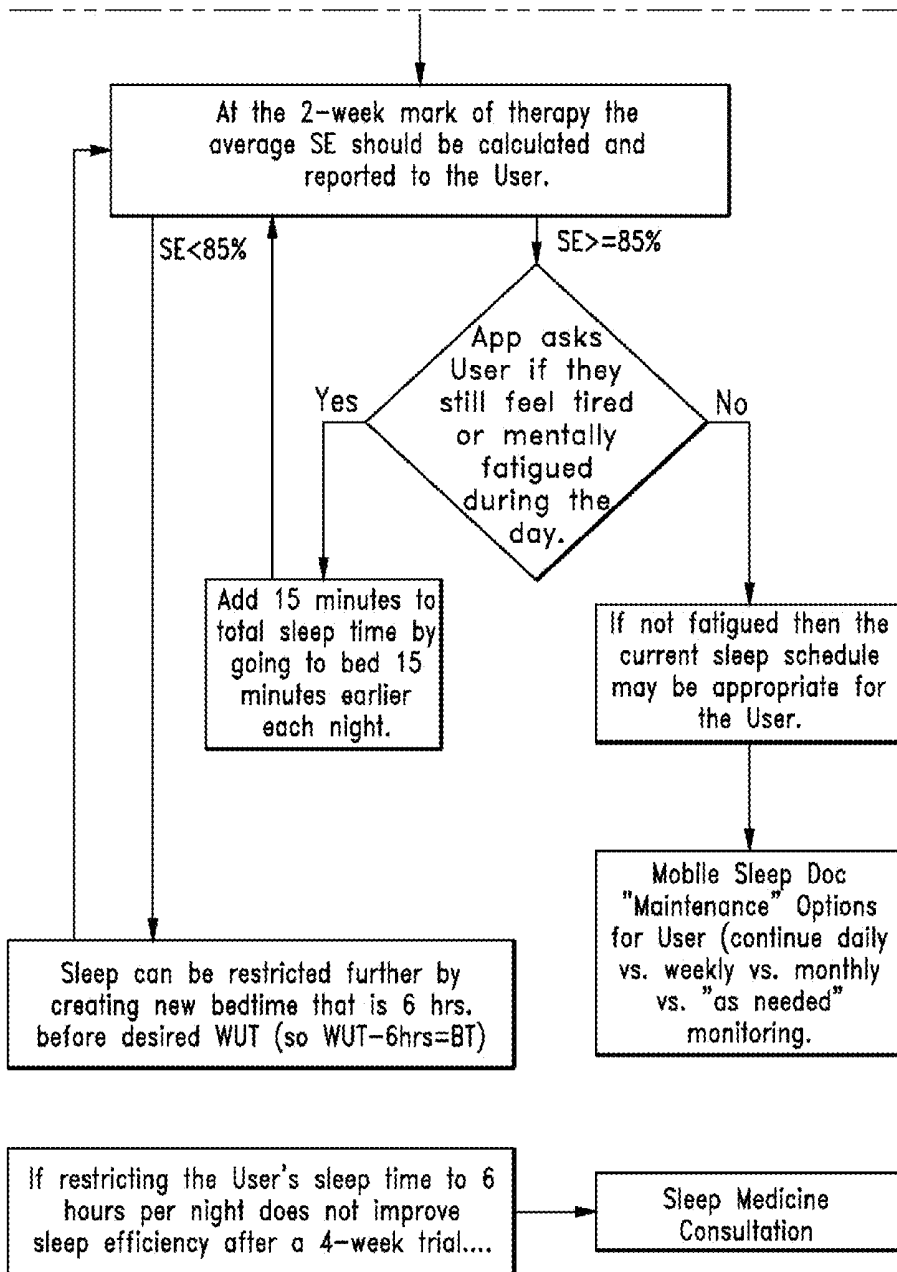 At the 2-week mark of therapy the
average SE should be calculated and
reported to the User.
SE<85%
SE>=85%
App asks
User if they
still feel tired
or mentally
fatigued
during the
day.
Yes
No
Add 15 minutes to
total sleep time by
going to bed 15
minutes earlier
each night.
If not fatigued then the
current sleep schedule
may be appropriate for
the User.
Mobile Sleep Doc
"Maintenance" Options
for User (continue daily
vs. weekly vs. monthly
vs. "as needed"
monitoring.
Sleep can be restricted further by
creating new bedtime that is 6 hrs.
before desired WUT (so WUT-6hrs=BT)
If restricting the User's sleep time to 6
hours per night does not improve
sleep efficiency after a 4-week trial....
Sleep Medicine
Consultation